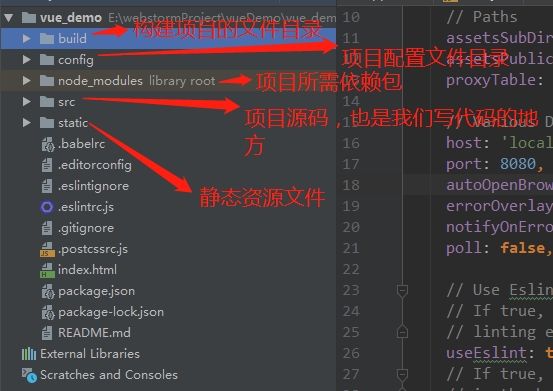 vue_demo E:\webstormProject\vueDemo\vue_dem
build
构建项目的文件目录
config
项目配置文件目录
node_modules library root
项目所需依赖包
src
项目源码，也是我们写代码的地
方
static
静态资源文件
.babelrc
.editorconfig
.eslintignore
.eslintrc.js
.gitignore
.postcssrc.js
index.html
package.json
package-lock.json
README.md
External Libraries
Scratches and Consoles
10 // Paths
11 assetsSubDir
12 assetsPublic
13 proxyTable:
14
15 // Various D
16 host: 'local
17 port: 8080,
18 autoOpenBrow
19 errorOverlay
20 notifyOnErro
21 poll: false,
22
23 // Use Eslin
24 // If true,
25 // linting e
26 useEslint: t
27 // If true,